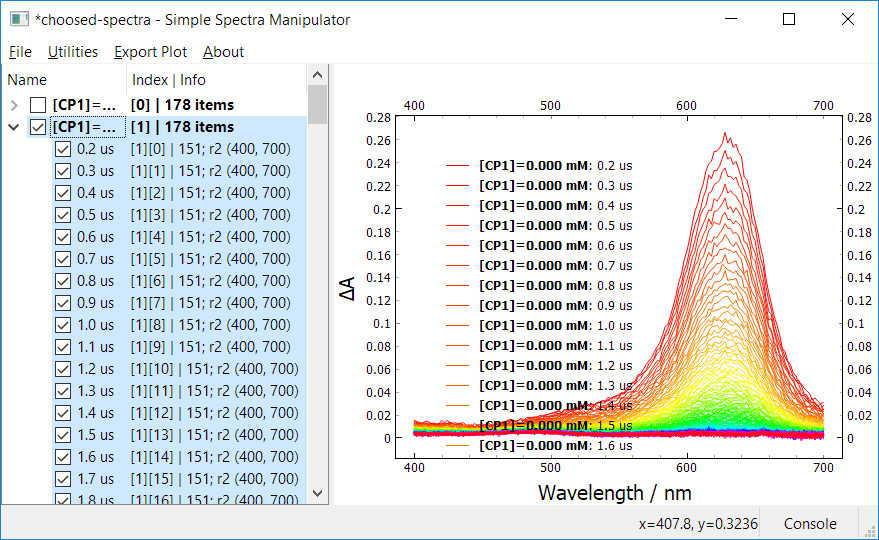 *choosed-spectra - Simple Spectra Manipulator
File Utilities Export Plot About
Name Index | Info
[CP1]=... [0] | 178 items
[CP1]=... [1] | 178 items
0.2 us [1][0] | 151; r2 (400, 700)
0.3 us [1][1] | 151; r2 (400, 700)
0.4 us [1][2] | 151; r2 (400, 700)
0.5 us [1][3] | 151; r2 (400, 700)
0.6 us [1][4] | 151; r2 (400, 700)
0.7 us [1][5] | 151; r2 (400, 700)
0.8 us [1][6] | 151; r2 (400, 700)
0.9 us [1][7] | 151; r2 (400, 700)
1.0 us [1][8] | 151; r2 (400, 700)
1.1 us [1][9] | 151; r2 (400, 700)
1.2 us [1][10] | 151; r2 (400, 700)
1.3 us [1][11] | 151; r2 (400, 700)
1.4 us [1][12] | 151; r2 (400, 700)
1.5 us [1][13] | 151; r2 (400, 700)
1.6 us [1][14] | 151; r2 (400, 700)
1.7 us [1][15] | 151; r2 (400, 700)
1.8 us [1][16] | 151; r2 (400, 700)
400 500 600 700
0.28 0.28
0.24 0.24
0.22 0.22
0.2 0.2
0.18 0.18
0.16 0.16
0.14 0.14
0.12 0.12
0.1 0.1
0.08 0.08
0.06 0.06
0.04 0.04
0.02 0.02
0 0
ΔA
[CP1]=0.000 mM: 0.2 us
[CP1]=0.000 mM: 0.3 us
[CP1]=0.000 mM: 0.4 us
[CP1]=0.000 mM: 0.5 us
[CP1]=0.000 mM: 0.6 us
[CP1]=0.000 mM: 0.7 us
[CP1]=0.000 mM: 0.8 us
[CP1]=0.000 mM: 0.9 us
[CP1]=0.000 mM: 1.0 us
[CP1]=0.000 mM: 1.1 us
[CP1]=0.000 mM: 1.2 us
[CP1]=0.000 mM: 1.3 us
[CP1]=0.000 mM: 1.4 us
[CP1]=0.000 mM: 1.5 us
[CP1]=0.000 mM: 1.6 us
400 500 600 700
Wavelength / nm
x=407.8, y=0.3236 Console